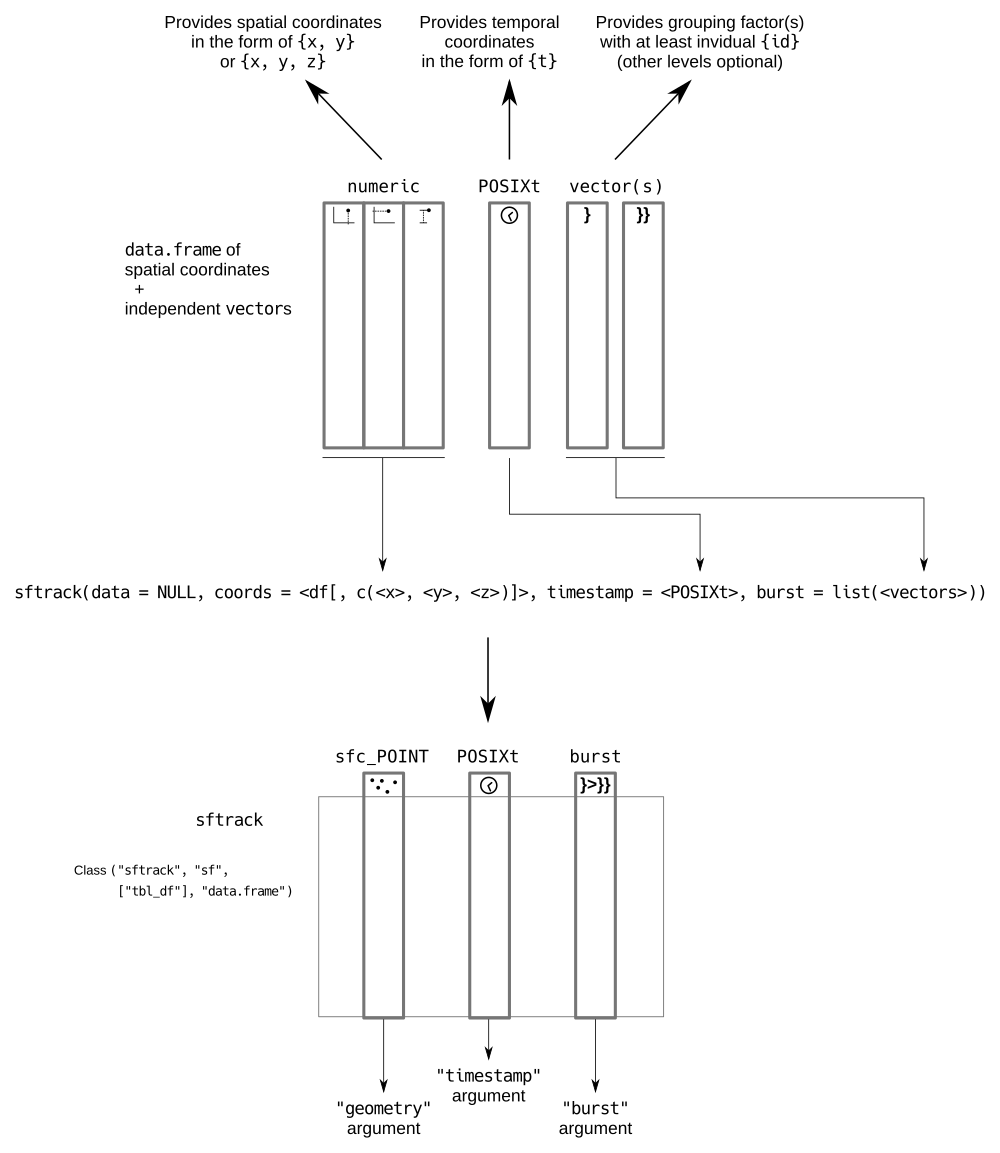 Provides spatial coordinates
in the form of {x, y}
or {x, y, z}
Provides temporal
coordinates
in the form of {t}
Provides grouping factor(s)
with at least invidual {id}
(other levels optional)
numeric
POSIXt
vector(s)
}
}}
data.frame of
spatial coordinates
+
independent vectors
sftrack(data = NULL, coords = <df[, c(<x>, <y>, <z>)]>, timestamp = <POSIXt>, burst = list(<vectors>))
sfc_POINT
POSIXt
burst
}>}}
sftrack
Class ("sftrack", "sf",
["tbl_df"], "data.frame")
"timestamp"
argument
"geometry"
argument
"burst"
argument